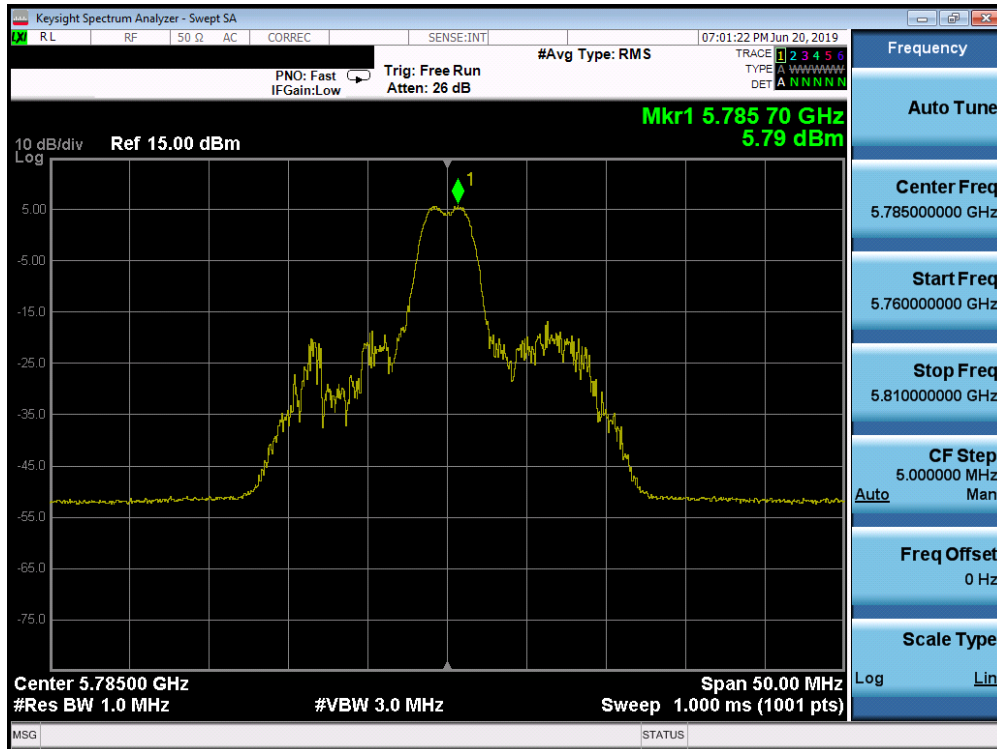 Keysight Spectrum Analyzer - Swept SA
LXI RL RF 50 Ω AC CORREC SENSE:INT 07:01:22 PM Jun 20, 2019
#Avg Type: RMS
TRACE 1 2 3 4 5 6
PNO: Fast Trig: Free Run TYPE A WWWWW
IFGain:Low Atten: 26 dB DET A N N N N N
Mkr1 5.785 70 GHz
5.79 dBm
10 dB/div Ref 15.00 dBm
Log
1
5.00
-5.00
-15.0
-25.0
-35.0
-45.0
-55.0
-65.0
-75.0
Center 5.78500 GHz Span 50.00 MHz
#Res BW 1.0 MHz #VBW 3.0 MHz Sweep 1.000 ms (1001 pts)
MSG STATUS
Frequency
Auto Tune
Center Freq
5.785000000 GHz
Start Freq
5.760000000 GHz
Stop Freq
5.810000000 GHz
CF Step
5.000000 MHz
Auto Man
Freq Offset
0 Hz
Scale Type
Log Lin